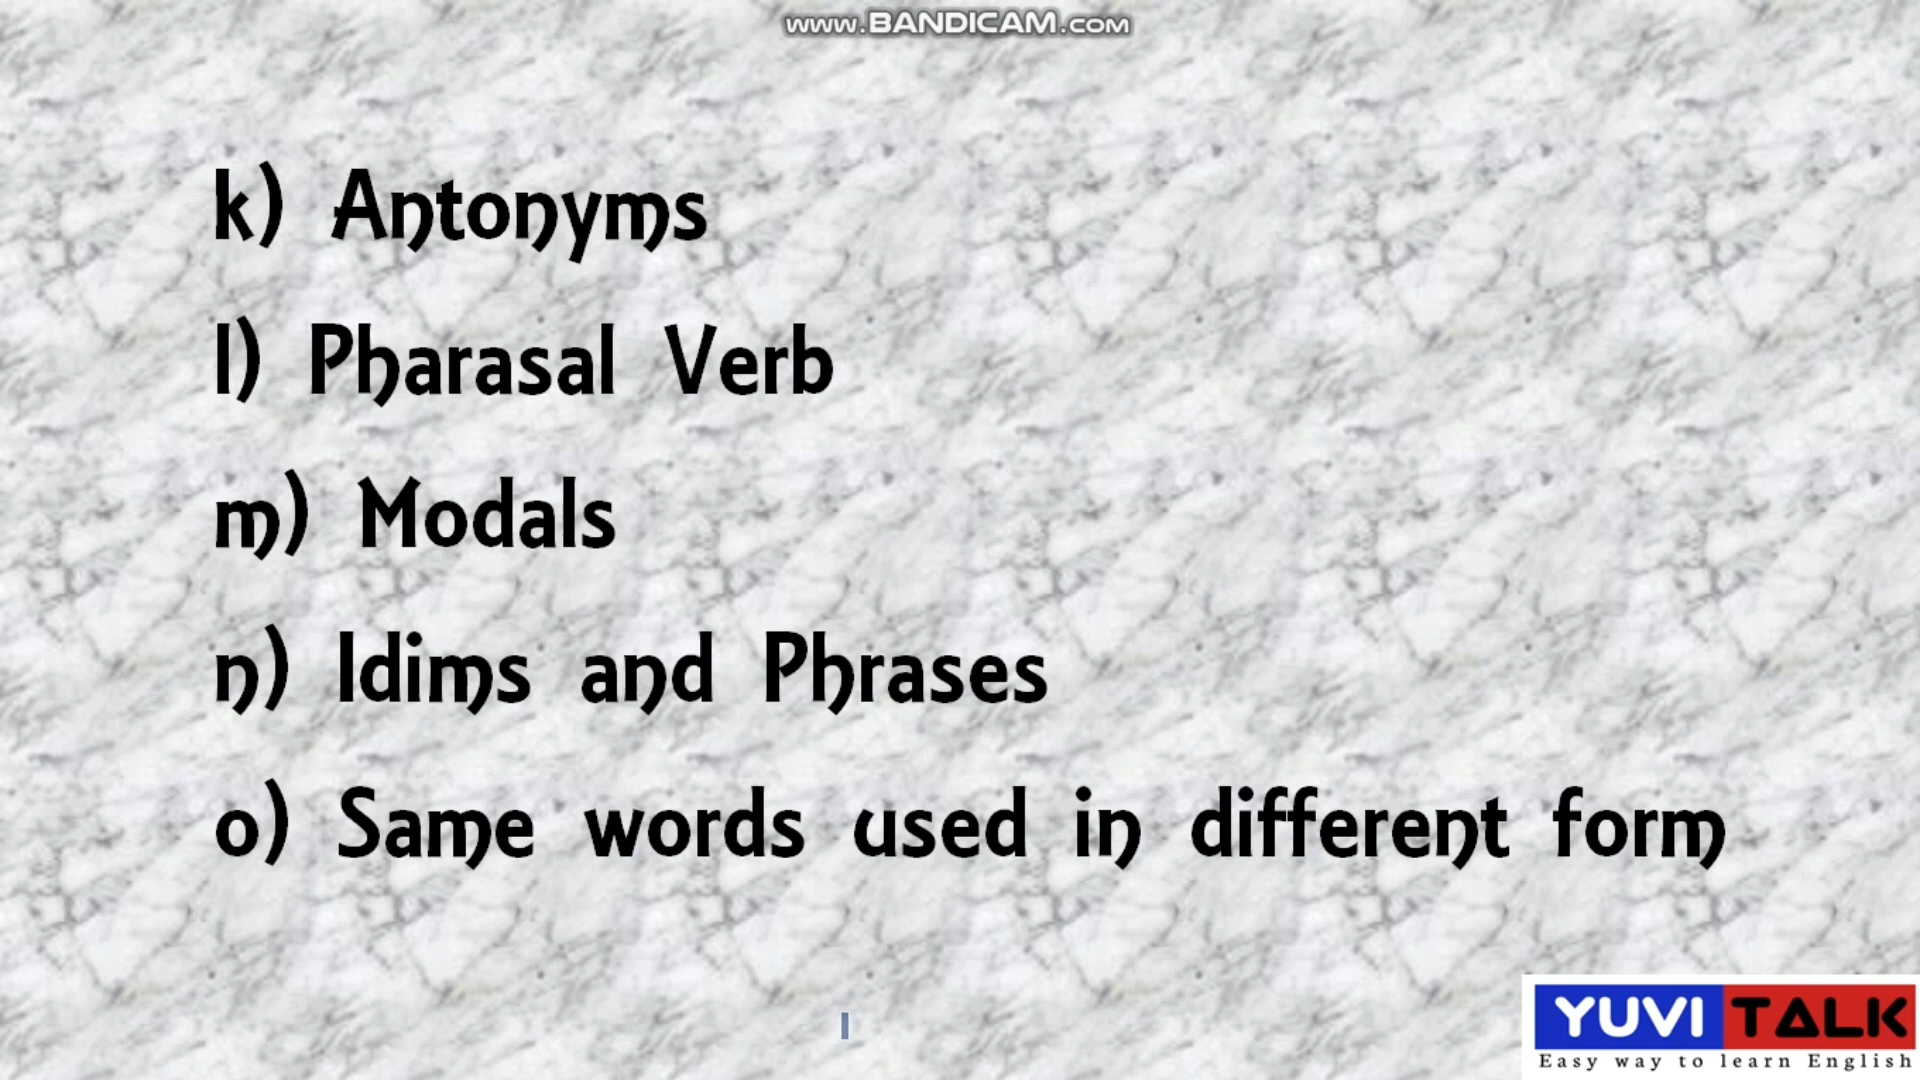 www.BANDICAM.com
k) Antonyms
l) Pharasal Verb
m) Modals
n) Idims and Phrases
o) Same words used in different form
YUVI TALK
Easy way to learn English